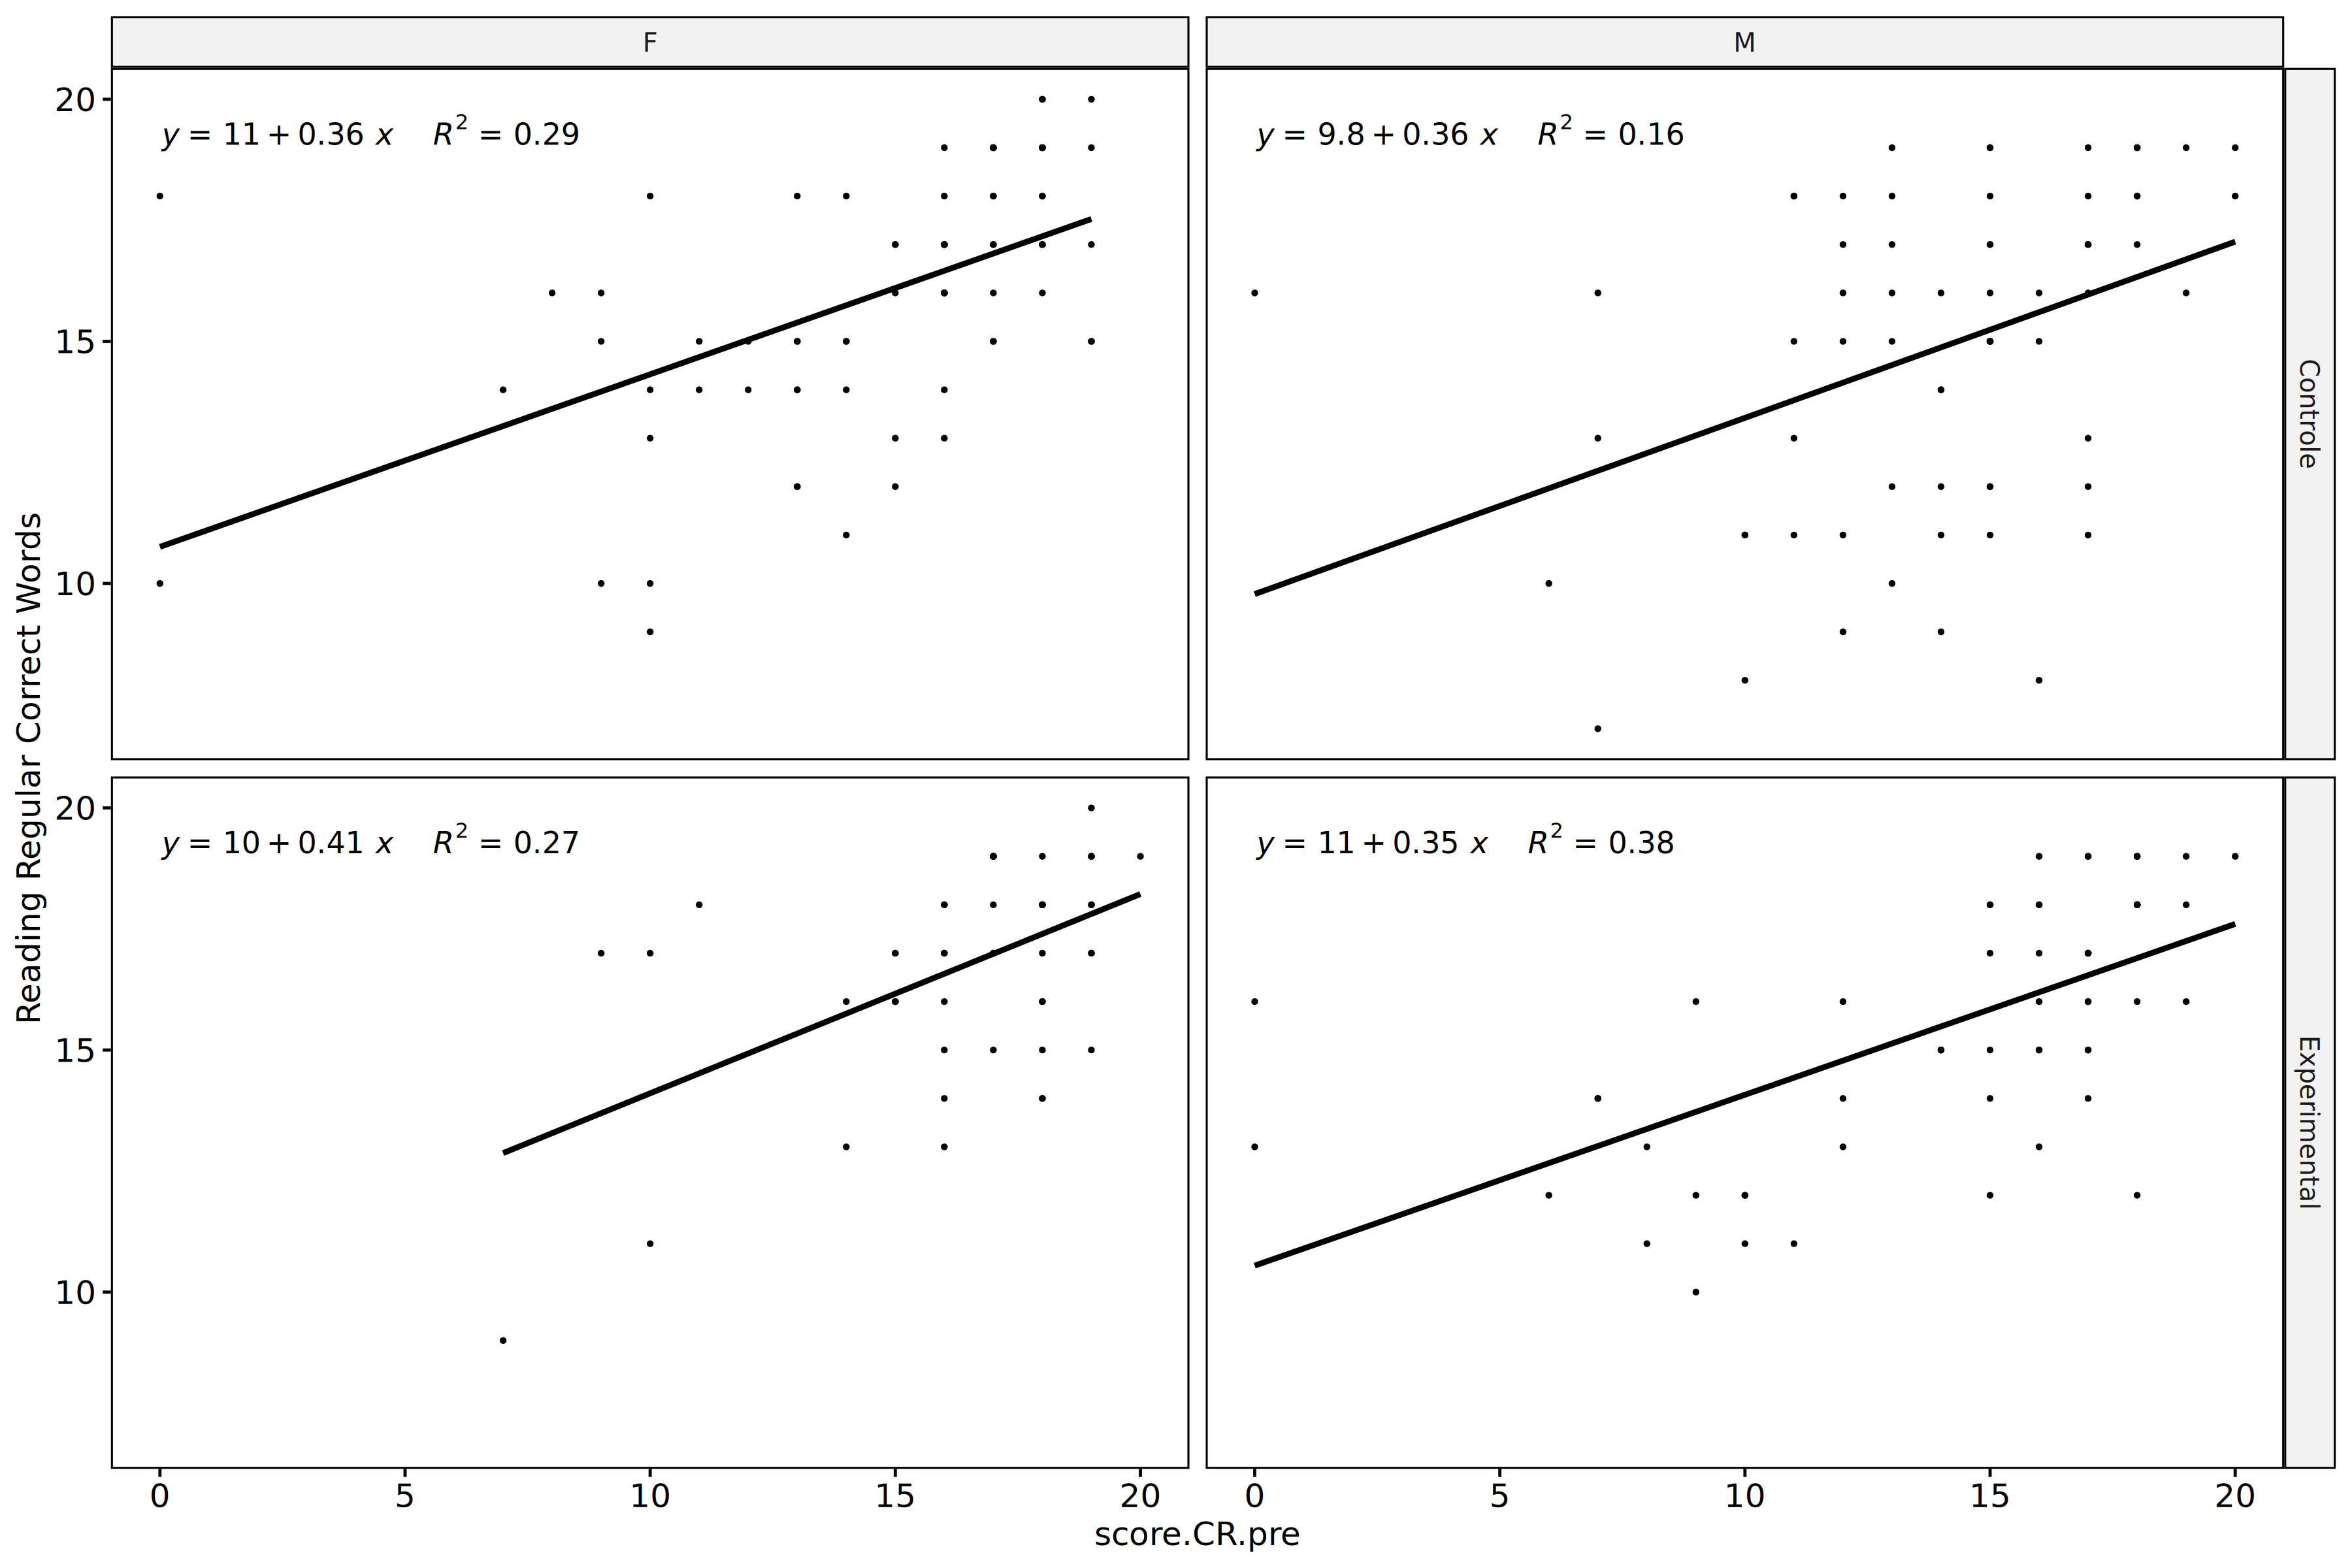 F
M
20
15
10
y = 11 + 0.36 x R² = 0.29
y = 9.8 + 0.36 x R² = 0.16
Controle
Reading Regular Correct Words
20
15
10
y = 10 + 0.41 x R² = 0.27
y = 11 + 0.35 x R² = 0.38
Experimental
0 5 10 15 20
0 5 10 15 20
score.CR.pre